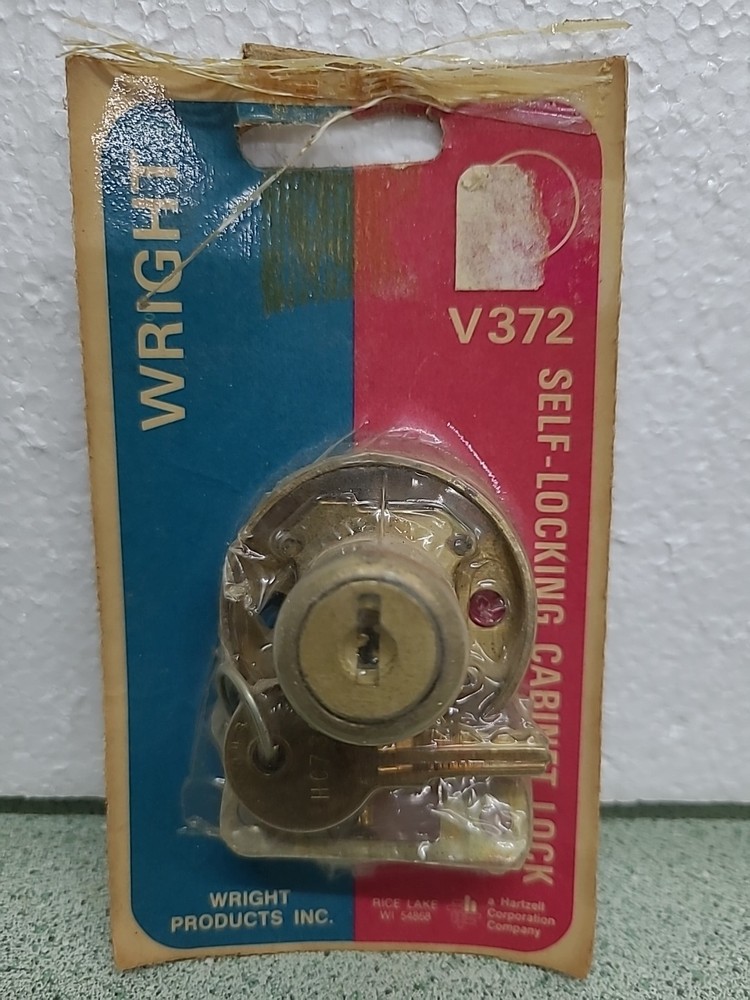 WRIGHT
V372
SELF-LOCKING CABINET LOCK
WRIGHT
PRODUCTS INC.
RICE LAKE
WI 54868
a Hartzell
Corporation
Company